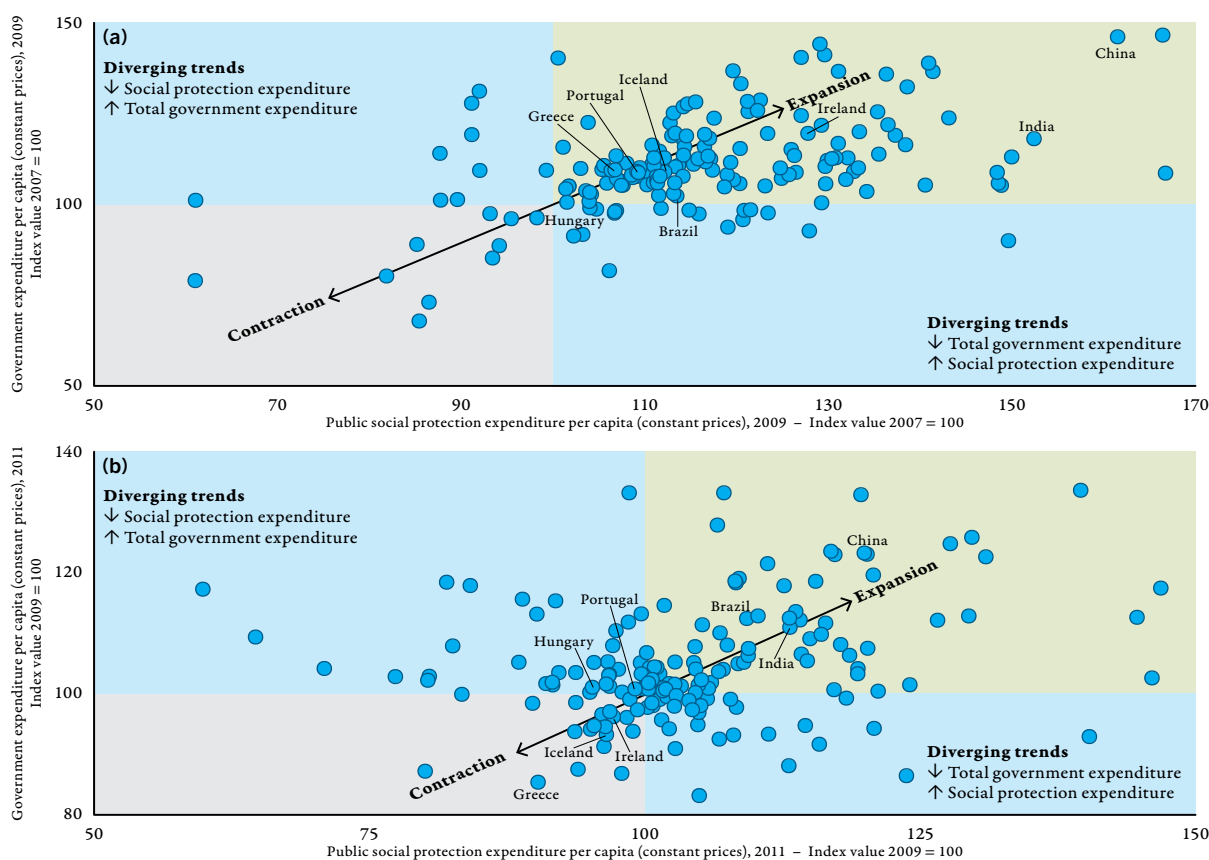 Government expenditure per capita (constant prices), 2009
Index value 2007 = 100
150
100
50
(a)
Diverging trends
↓ Social protection expenditure
↑ Total government expenditure
China
Iceland
Expansion
Portugal
Ireland
Greece
India
Hungary
Brazil
Contraction
Diverging trends
↓ Total government expenditure
↑ Social protection expenditure
50 70 90 110 130 150 170
Public social protection expenditure per capita (constant prices), 2009 – Index value 2007 = 100
Government expenditure per capita (constant prices), 2011
Index value 2009 = 100
140
120
100
80
(b)
Diverging trends
↓ Social protection expenditure
↑ Total government expenditure
China
Expansion
Portugal
Brazil
Hungary
India
Iceland
Ireland
Contraction
Greece
Diverging trends
↓ Total government expenditure
↑ Social protection expenditure
50 75 100 125 150
Public social protection expenditure per capita (constant prices), 2011 – Index value 2009 = 100